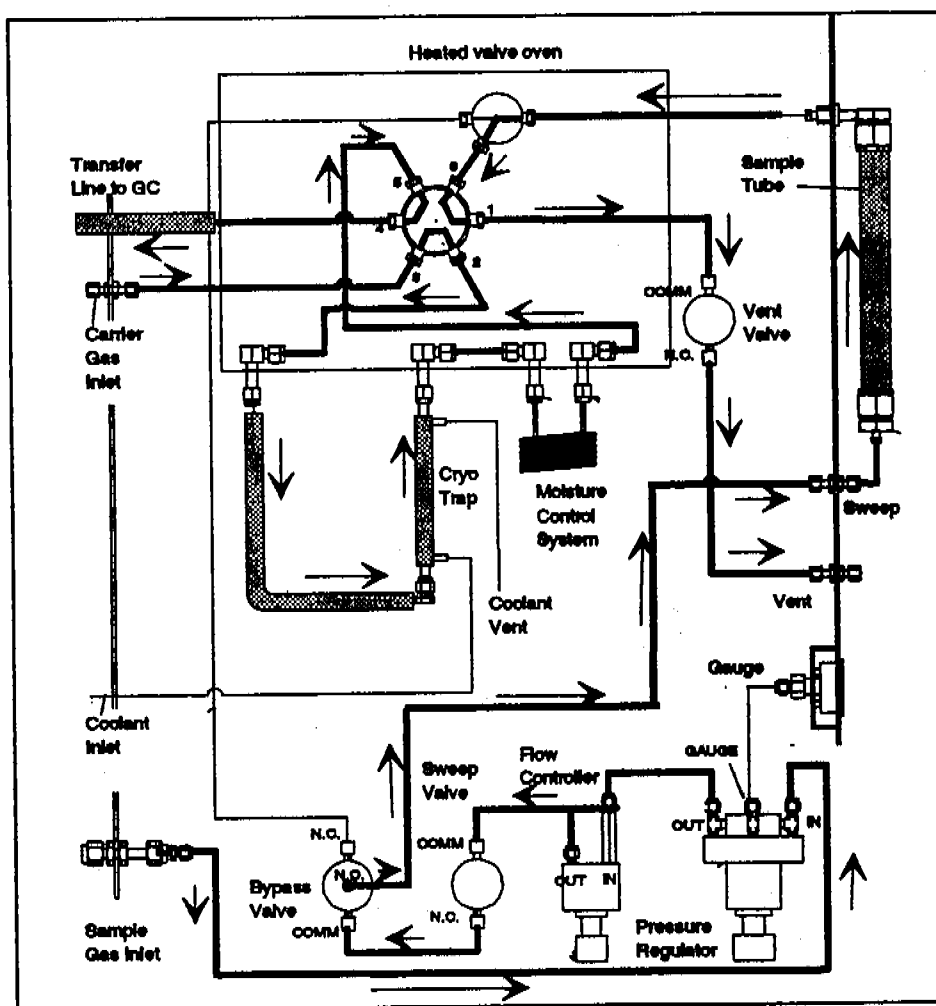 Heated valve oven
Transfer
Line to GC
Sample
Tube
6
5
1
4
2
3
COMM
Vent
Valve
N.C.
Carrier
Gas
Inlet
Cryo
Trap
Moisture
Control
System
Sweep
Coolant
Vent
Vent
Gauge
Coolant
Inlet
Sweep
Valve
Flow
Controller
GAUGE
OUT
IN
N.C.
COMM
N.O.
Bypass
Valve
OUT
IN
COMM
N.C.
Sample
Gas Inlet
Pressure
Regulator